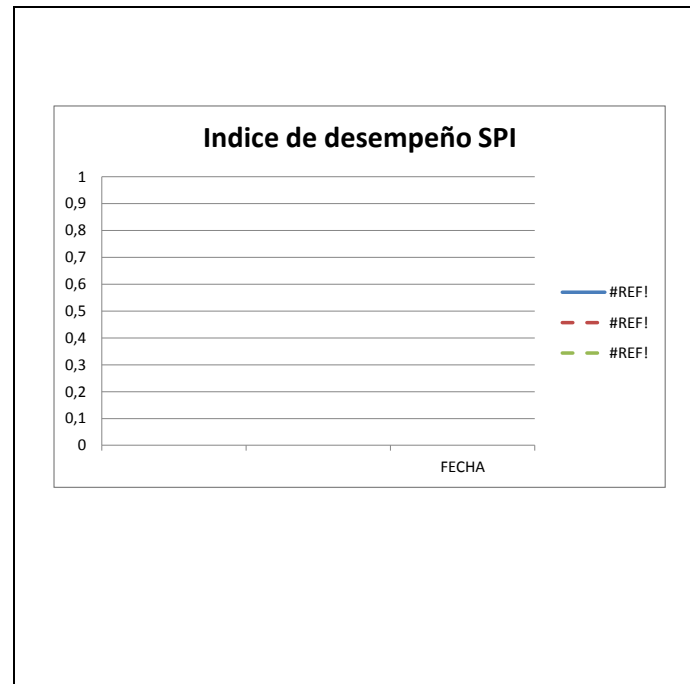 Indice de desempeño SPI
1
0,9
0,8
0,7
0,6
0,5
0,4
0,3
0,2
0,1
0
FECHA
#REF!
#REF!
#REF!